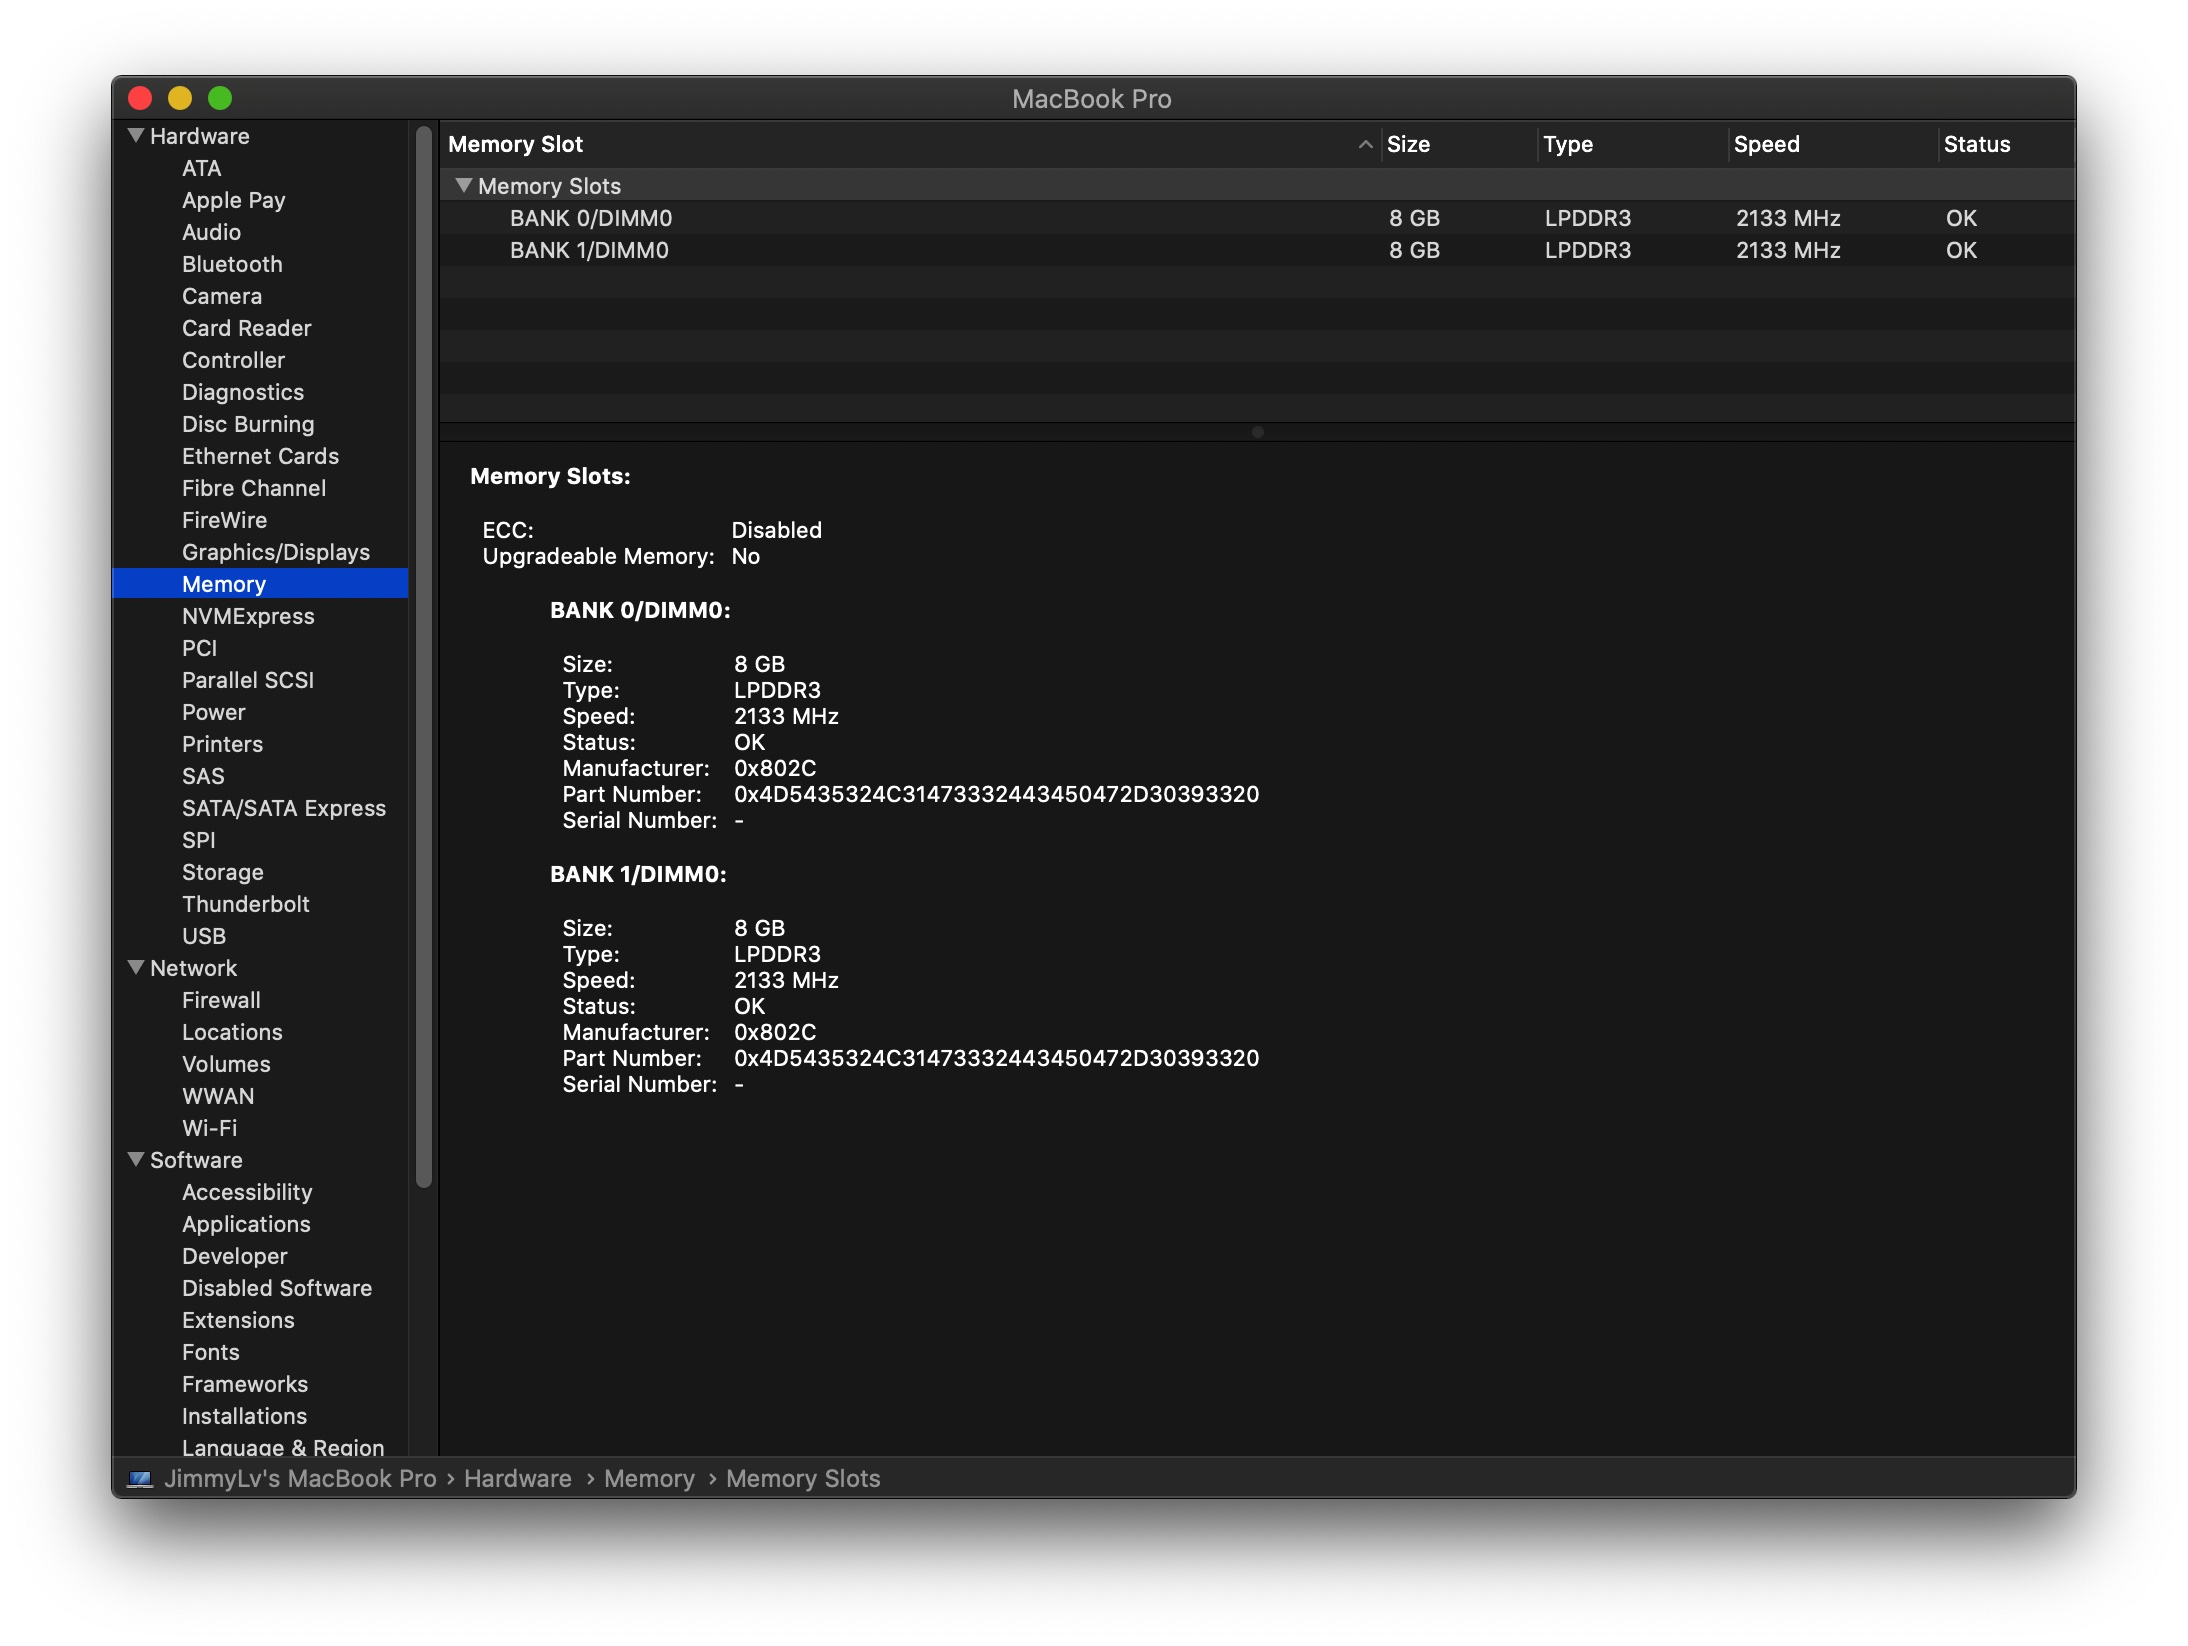 MacBook Pro
Hardware
ATA
Apple Pay
Audio
Bluetooth
Camera
Card Reader
Controller
Diagnostics
Disc Burning
Ethernet Cards
Fibre Channel
FireWire
Graphics/Displays
Memory
NVMExpress
PCI
Parallel SCSI
Power
Printers
SAS
SATA/SATA Express
SPI
Storage
Thunderbolt
USB
Network
Firewall
Locations
Volumes
WWAN
Wi-Fi
Software
Accessibility
Applications
Developer
Disabled Software
Extensions
Fonts
Frameworks
Installations
Language & Region
Memory Slot Size Type Speed Status
Memory Slots
BANK 0/DIMM0 8 GB LPDDR3 2133 MHz OK
BANK 1/DIMM0 8 GB LPDDR3 2133 MHz OK
Memory Slots:
ECC: Disabled
Upgradeable Memory: No
BANK 0/DIMM0:
Size: 8 GB
Type: LPDDR3
Speed: 2133 MHz
Status: OK
Manufacturer: 0x802C
Part Number: 0x4D5435324C31473332443450472D30393320
Serial Number: -
BANK 1/DIMM0:
Size: 8 GB
Type: LPDDR3
Speed: 2133 MHz
Status: OK
Manufacturer: 0x802C
Part Number: 0x4D5435324C31473332443450472D30393320
Serial Number: -
JimmyLv's MacBook Pro › Hardware › Memory › Memory Slots